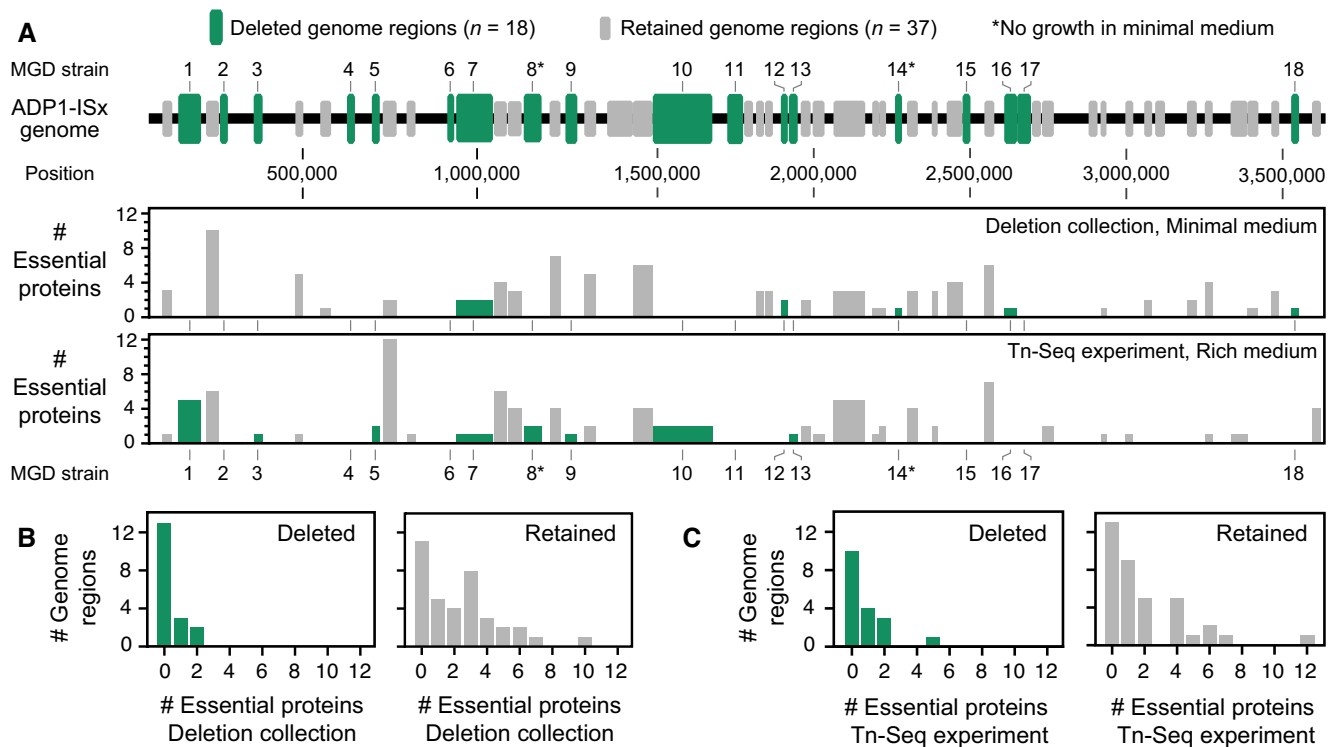 A
Deleted genome regions (n = 18)
Retained genome regions (n = 37)
*No growth in minimal medium
MGD strain
1 2 3 4 5 6 7 8* 9 10 11 12 13 14* 15 16 17 18
ADP1-ISx
genome
Position
500,000 1,000,000 1,500,000 2,000,000 2,500,000 3,000,000 3,500,000
#
Essential
proteins
12
8
4
0
Deletion collection, Minimal medium
#
Essential
proteins
12
8
4
0
Tn-Seq experiment, Rich medium
MGD strain
1 2 3 4 5 6 7 8* 9 10 11 12 13 14* 15 16 17 18
B
# Genome
regions
12
8
4
0
Deleted
0 2 4 6 8 10 12
# Essential proteins
Deletion collection
Retained
0 2 4 6 8 10 12
# Essential proteins
Deletion collection
C
# Genome
regions
12
8
4
0
Deleted
0 2 4 6 8 10 12
# Essential proteins
Tn-Seq experiment
Retained
0 2 4 6 8 10 12
# Essential proteins
Tn-Seq experiment